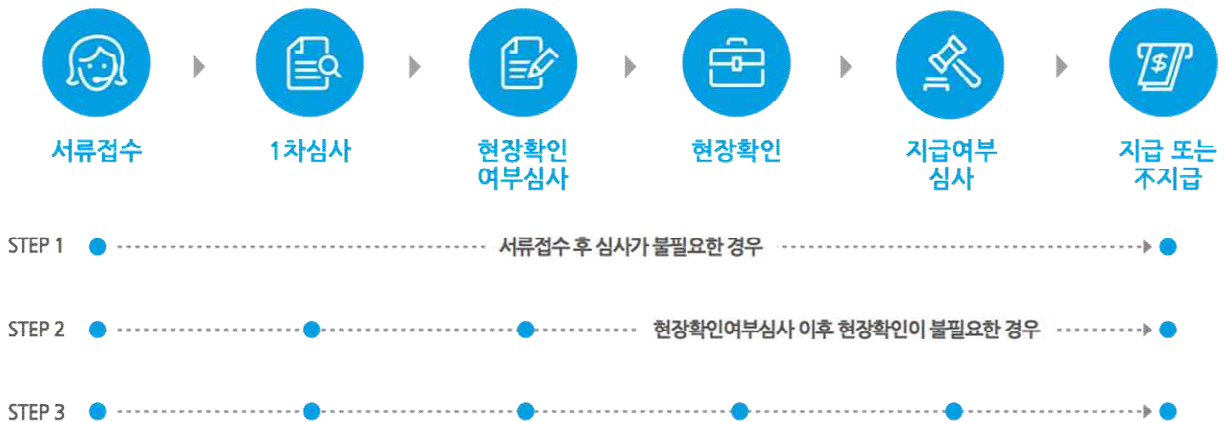 서류접수
1차심사
현장확인
여부심사
현장확인
지급여부
심사
지급 또는
不지급
STEP 1 서류접수 후 심사가 불필요한 경우
STEP 2 현장확인여부심사 이후 현장확인이 불필요한 경우
STEP 3